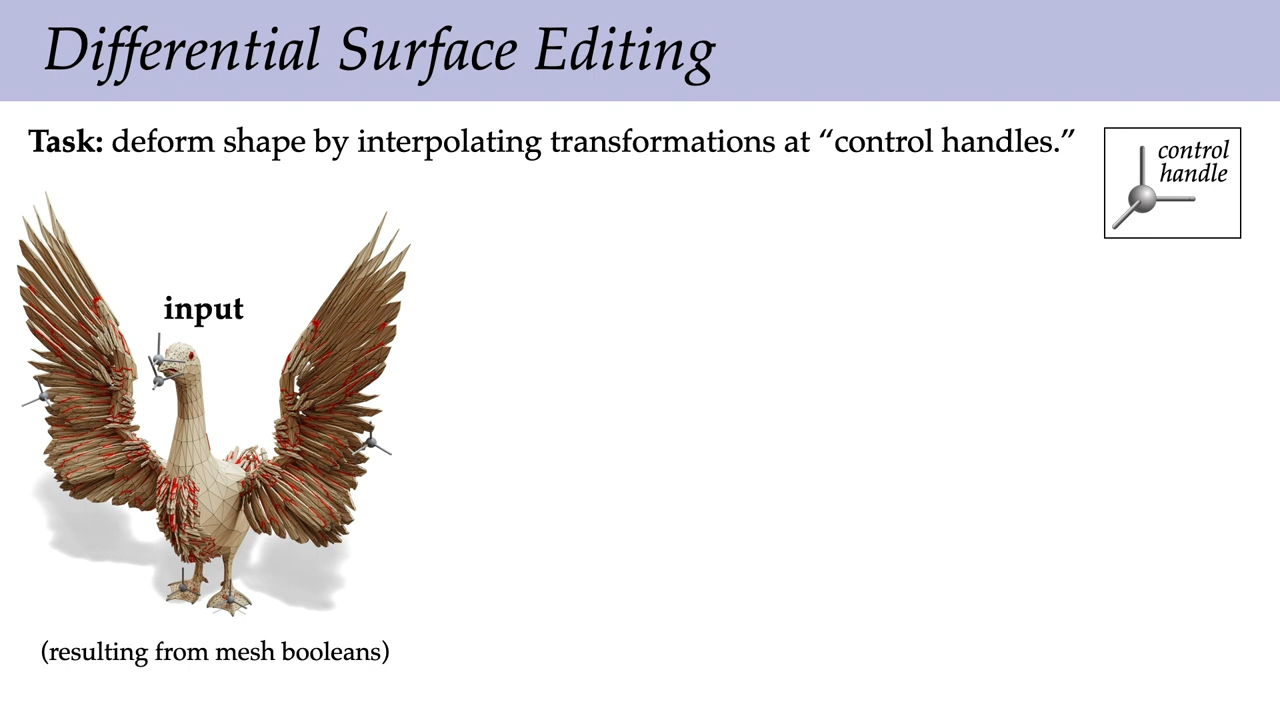 Differential Surface Editing
Task: deform shape by interpolating transformations at “control handles.”
control
handle
input
(resulting from mesh booleans)